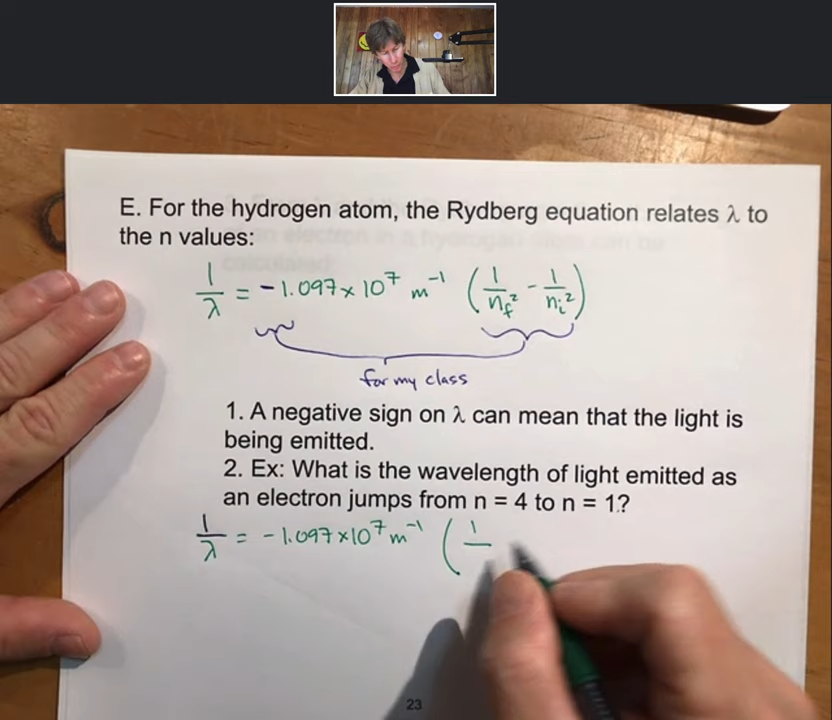 E. For the hydrogen atom, the Rydberg equation relates λ to
the n values:
1/λ = -1.097 x 10⁷ m⁻¹ (1/n_f² - 1/n_i²)
for my class
1. A negative sign on λ can mean that the light is
being emitted.
2. Ex: What is the wavelength of light emitted as
an electron jumps from n = 4 to n = 1?
1/λ = -1.097 x 10⁷ m⁻¹ (1
23